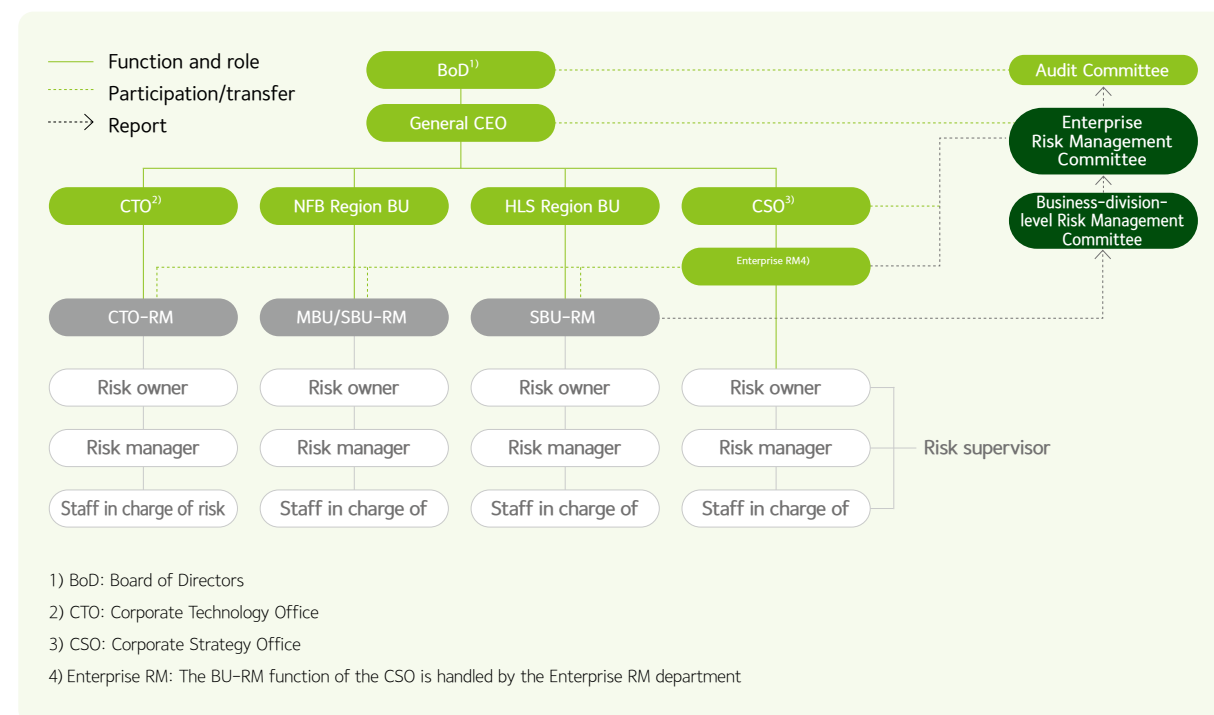 Function and role
Participation/transfer
Report
BoD1)
General CEO
Audit Committee
Enterprise
Risk Management
Committee
Business-division-
level Risk Management
Committee
CTO2)
NFB Region BU
HLS Region BU
CSO3)
Enterprise RM4)
CTO-RM
MBU/SBU-RM
SBU-RM
Risk owner
Risk owner
Risk owner
Risk owner
Risk manager
Risk manager
Risk manager
Risk manager
Risk supervisor
Staff in charge of risk
Staff in charge of
Staff in charge of
Staff in charge of
1) BoD: Board of Directors
2) CTO: Corporate Technology Office
3) CSO: Corporate Strategy Office
4) Enterprise RM: The BU-RM function of the CSO is handled by the Enterprise RM department